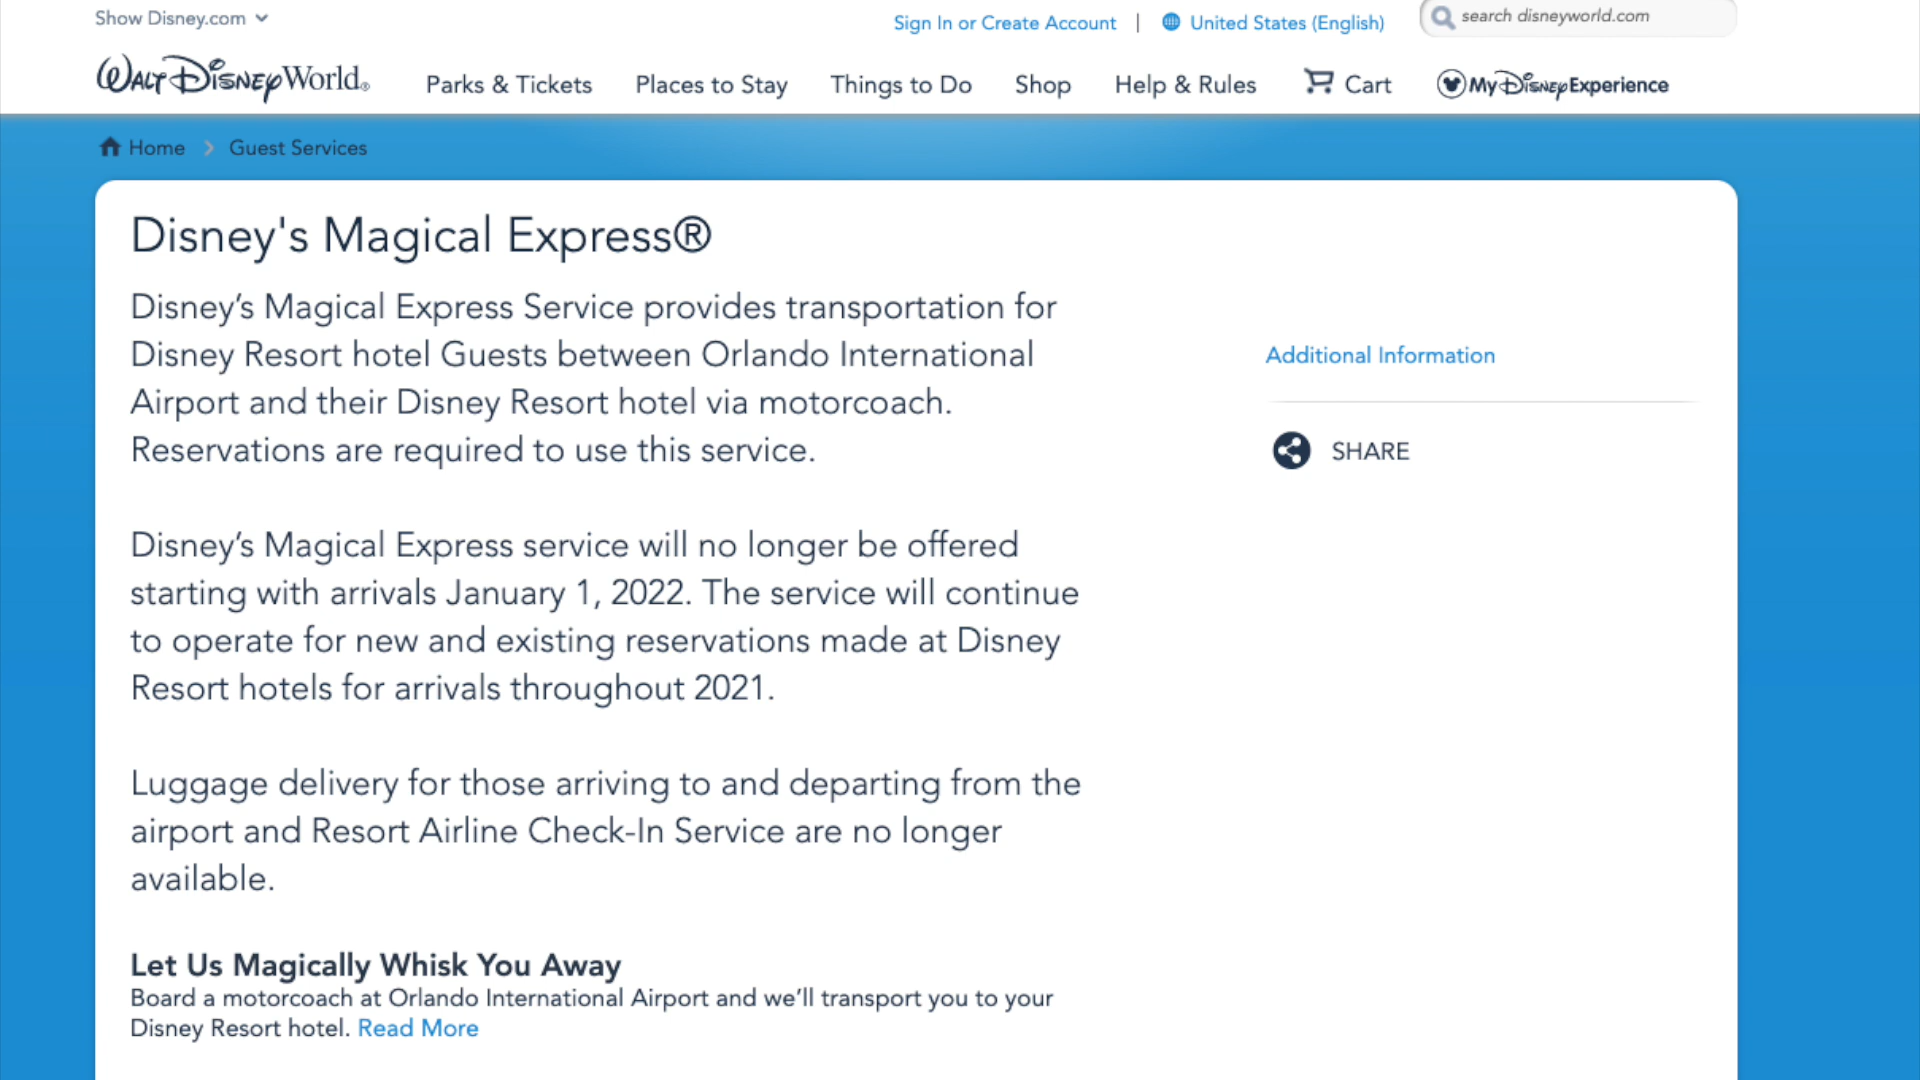 Show Disney.com
Sign In or Create Account | United States (English)
search disneyworld.com
Walt Disney World®
Parks & Tickets
Places to Stay
Things to Do
Shop
Help & Rules
Cart
My Disney Experience
Home
Guest Services
Disney's Magical Express®
Disney’s Magical Express Service provides transportation for
Disney Resort hotel Guests between Orlando International
Airport and their Disney Resort hotel via motorcoach.
Reservations are required to use this service.
Disney’s Magical Express service will no longer be offered
starting with arrivals January 1, 2022. The service will continue
to operate for new and existing reservations made at Disney
Resort hotels for arrivals throughout 2021.
Luggage delivery for those arriving to and departing from the
airport and Resort Airline Check-In Service are no longer
available.
Let Us Magically Whisk You Away
Board a motorcoach at Orlando International Airport and we’ll transport you to your
Disney Resort hotel. Read More
Additional Information
SHARE